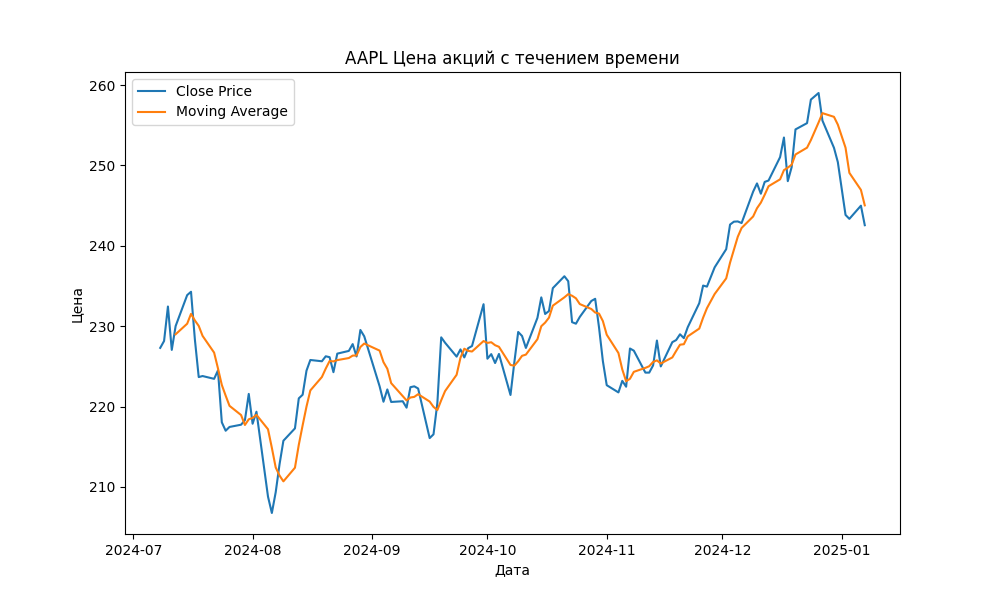 AAPL Цена акций с течением времени
Close Price
Moving Average
Цена
260
250
240
230
220
210
2024-07
2024-08
2024-09
2024-10
2024-11
2024-12
2025-01
Дата